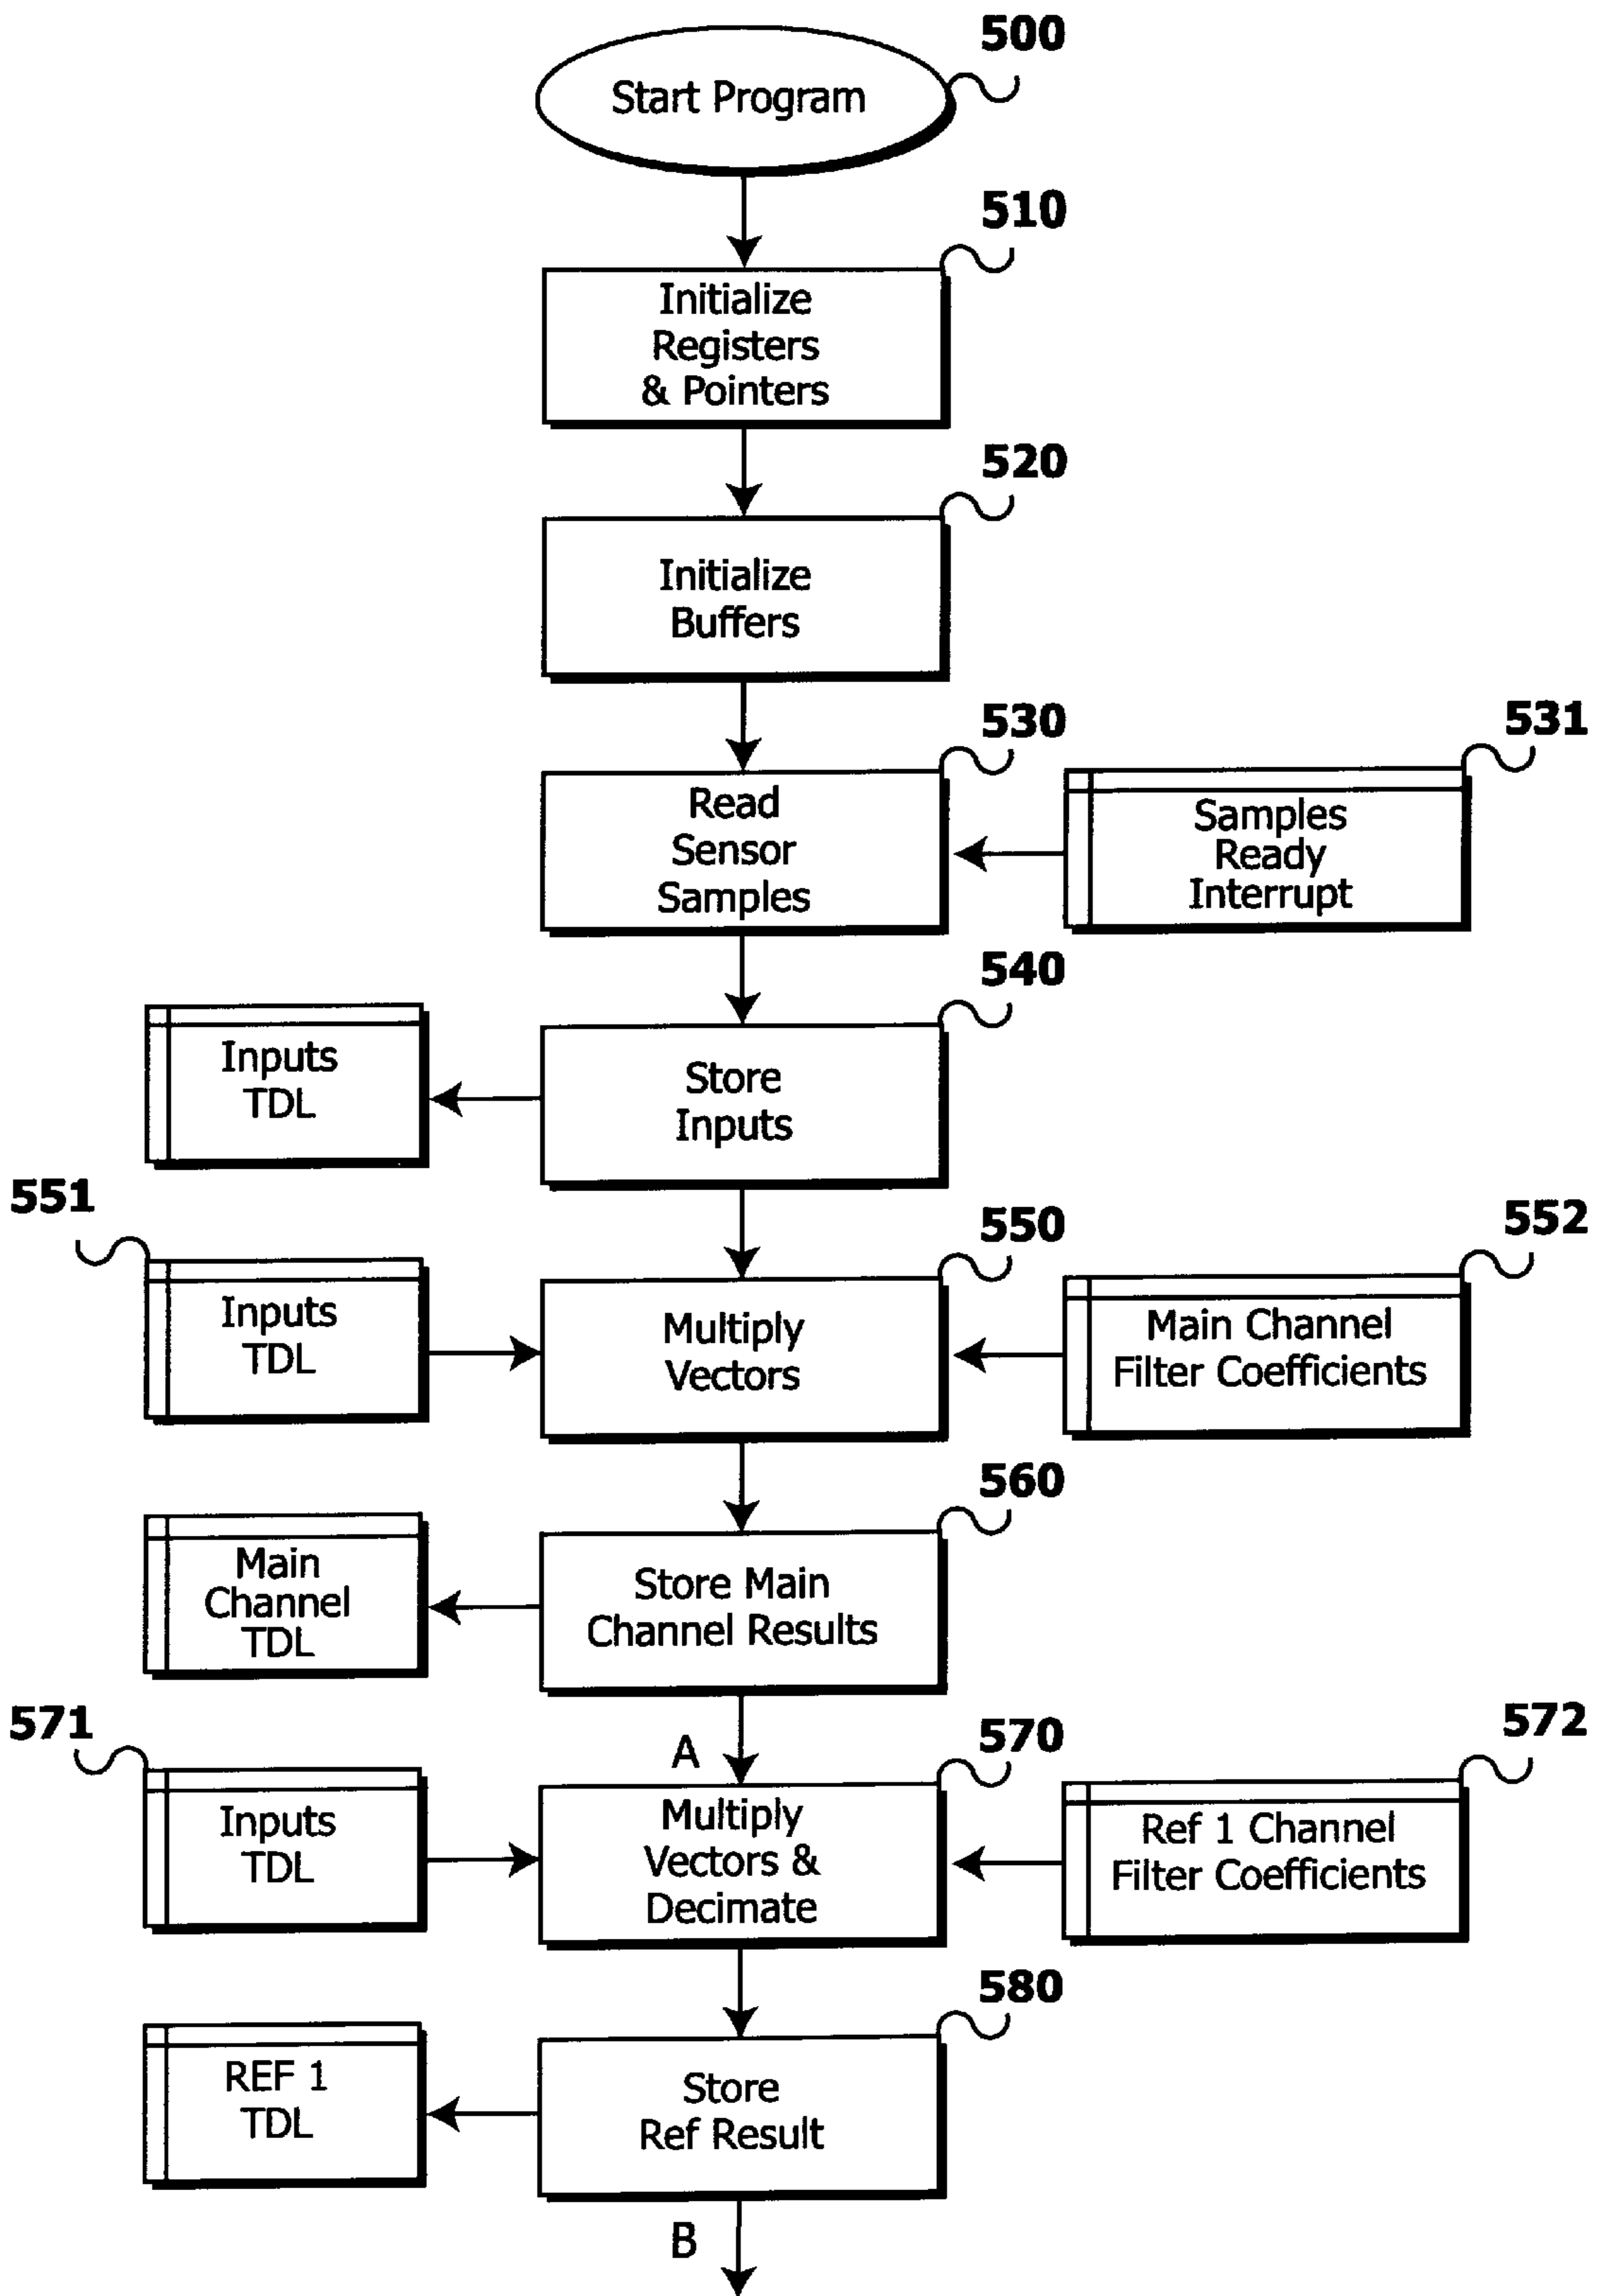 500
Start Program
510
Initialize
Registers
& Pointers
520
Initialize
Buffers
530
Read
Sensor
Samples
531
Samples
Ready
Interrupt
540
Inputs
TDL
Store
Inputs
551
Inputs
TDL
550
Multiply
Vectors
552
Main Channel
Filter Coefficients
560
Main
Channel
TDL
Store Main
Channel Results
571
Inputs
TDL
A
570
Multiply
Vectors &
Decimate
572
Ref 1 Channel
Filter Coefficients
580
REF 1
TDL
Store
Ref Result
B